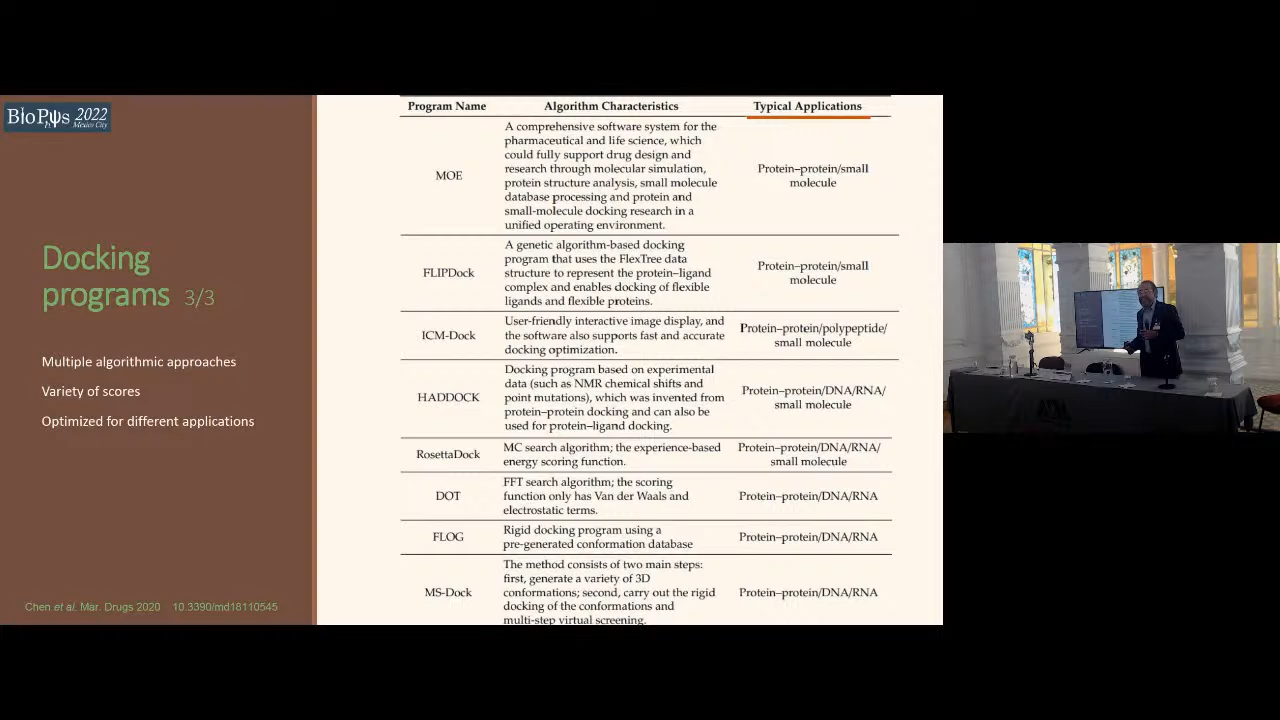 BioPhys 2022
Mexico City
Docking
programs 3/3
Multiple algorithmic approaches
Variety of scores
Optimized for different applications
Chen et al. Mar. Drugs 2020 10.3390/md18110545
Program Name Algorithm Characteristics Typical Applications
MOE
A comprehensive software system for the
pharmaceutical and life science, which
could fully support drug design and
research through molecular simulation,
protein structure analysis, small molecule
database processing and protein and
small-molecule docking research in a
unified operating environment.
Protein–protein/small
molecule
FLIPDock
A genetic algorithm-based docking
program that uses the FlexTree data
structure to represent the protein–ligand
complex and enables docking of flexible
ligands and flexible proteins.
Protein–protein/small
molecule
ICM-Dock
User-friendly interactive image display, and
the software also supports fast and accurate
docking optimization.
Protein–protein/polypeptide/
small molecule
HADDOCK
Docking program based on experimental
data (such as NMR chemical shifts and
point mutations), which was invented from
protein–protein docking and can also be
used for protein–ligand docking.
Protein–protein/DNA/RNA/
small molecule
RosettaDock
MC search algorithm; the experience-based
energy scoring function.
Protein–protein/DNA/RNA/
small molecule
DOT
FFT search algorithm; the scoring
function only has Van der Waals and
electrostatic terms.
Protein–protein/DNA/RNA
FLOG
Rigid docking program using a
pre-generated conformation database
Protein–protein/DNA/RNA
MS-Dock
The method consists of two main steps:
first, generate a variety of 3D
conformations; second, carry out the rigid
docking of the conformations and
multi-step virtual screening.
Protein–protein/DNA/RNA